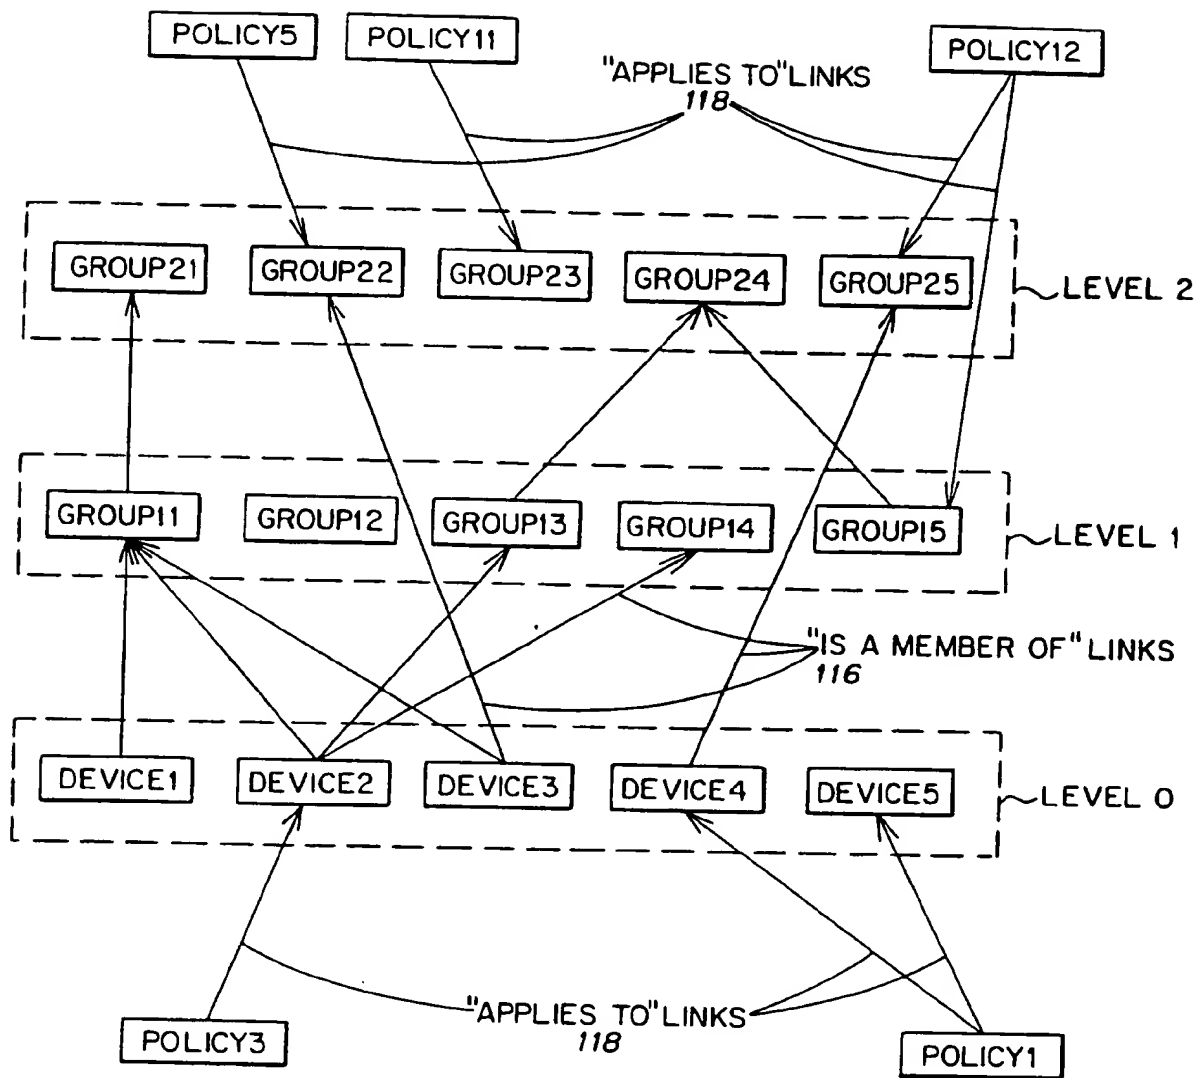 POLICY5
POLICY11
POLICY12
"APPLIES TO" LINKS
118
GROUP21
GROUP22
GROUP23
GROUP24
GROUP25
LEVEL 2
GROUP11
GROUP12
GROUP13
GROUP14
GROUP15
LEVEL 1
"IS A MEMBER OF" LINKS
116
DEVICE1
DEVICE2
DEVICE3
DEVICE4
DEVICE5
LEVEL 0
"APPLIES TO" LINKS
118
POLICY3
POLICY1